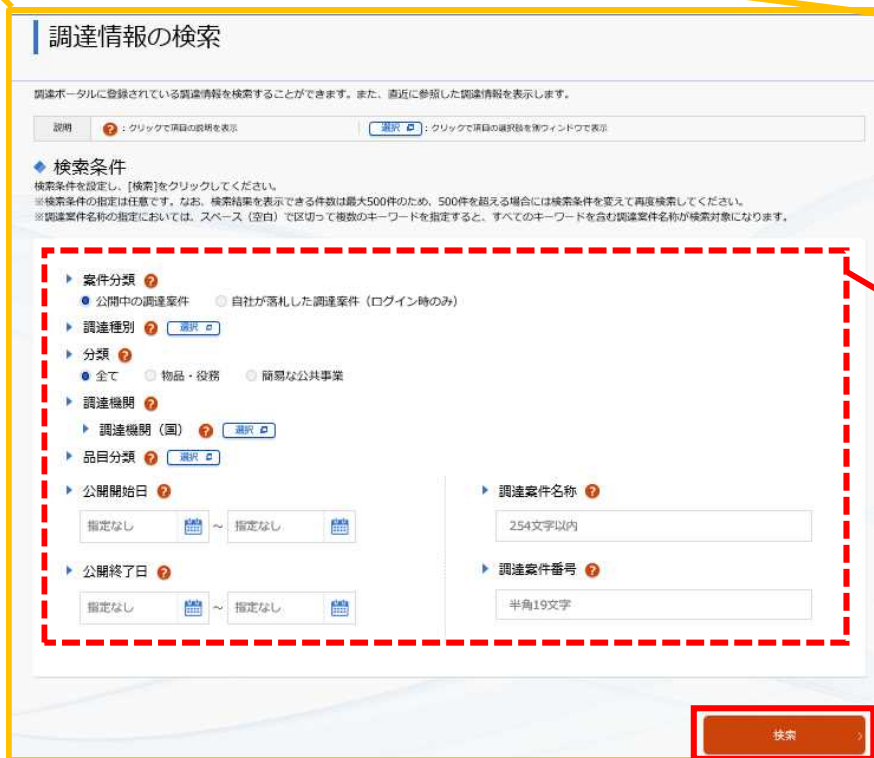 調達情報の検索
調達ポータルに登録されている調達情報を検索することができます。また、直近に参照した調達情報を表示します。
説明 ? : クリックで項目の説明を表示 選択 : クリックで項目の選択肢を別ウィンドウで表示
検索条件
検索条件を設定し、[検索]をクリックしてください。
※検索条件の指定は任意です。なお、検索結果を表示できる件数は最大500件のため、500件を超える場合には検索条件を変えて再度検索してください。
※調達案件名称の指定においては、スペース（空白）で区切って複数のキーワードを指定すると、すべてのキーワードを含む調達案件名称が検索対象になります。
案件分類 ?
公開中の調達案件 自社が落札した調達案件（ログイン時のみ）
調達種別 ? 選択
分類 ?
全て 物品・役務 簡易な公共事業
調達機関 ?
調達機関（国） ? 選択
品目分類 ? 選択
公開開始日 ?
指定なし ～ 指定なし
公開終了日 ?
指定なし ～ 指定なし
調達案件名称 ?
254文字以内
調達案件番号 ?
半角19文字
検索